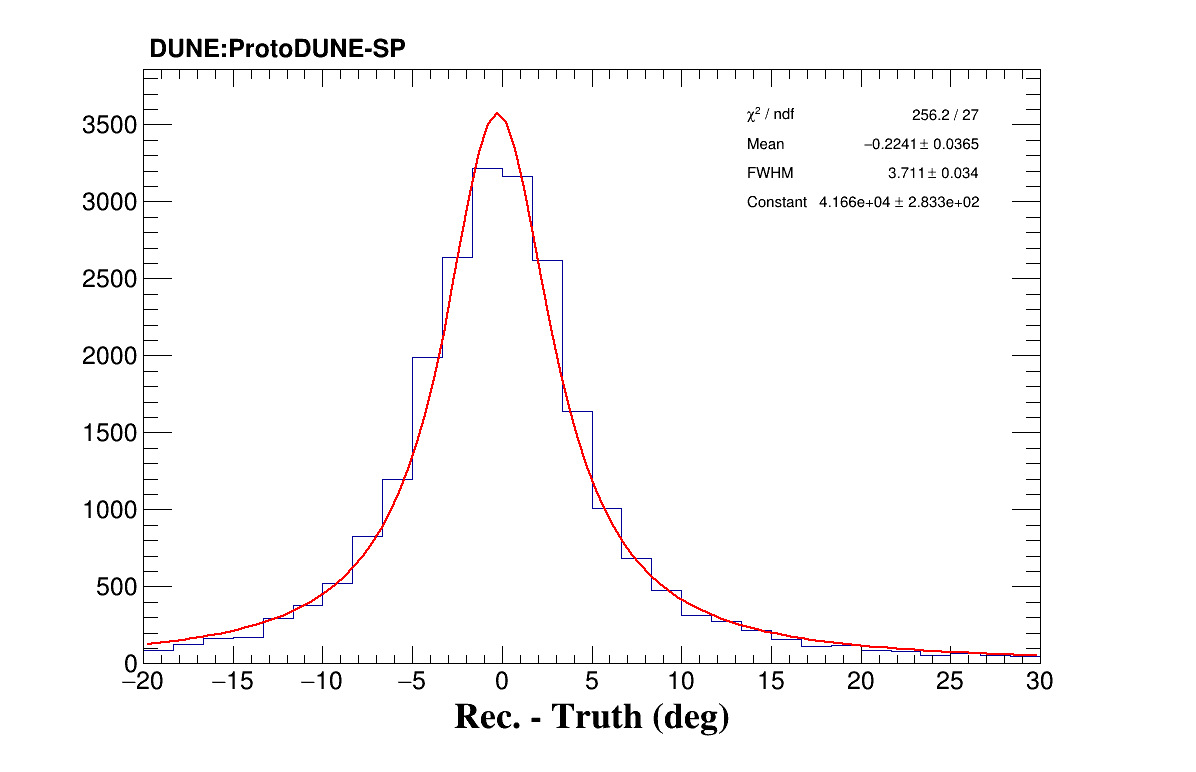 DUNE:ProtoDUNE-SP
χ² / ndf 256.2 / 27
Mean −0.2241 ± 0.0365
FWHM 3.711 ± 0.034
Constant 4.166e+04 ± 2.833e+02
3500
3000
2500
2000
1500
1000
500
0
−20 −15 −10 −5 0 5 10 15 20 25 30
Rec. - Truth (deg)